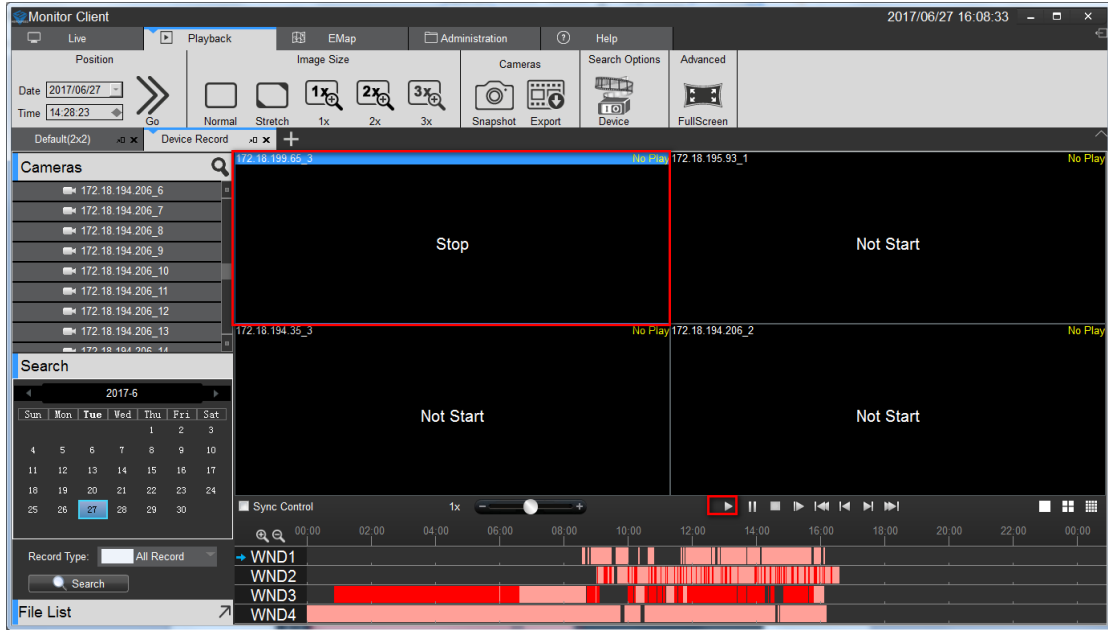 Monitor Client 2017/06/27 16:08:33
Live Playback EMap Administration ? Help
Position Image Size Cameras Search Options Advanced
Date 2017/06/27
Time 14:28:23
1x 2x 3x
Go Normal Stretch 1x 2x 3x Snapshot Export Device FullScreen
Default(2x2) Device Record
Cameras
172.18.194.206_6
172.18.194.206_7
172.18.194.206_8
172.18.194.206_9
172.18.194.206_10
172.18.194.206_11
172.18.194.206_12
172.18.194.206_13
172.18.194.206_14
172.18.199.65_3 No Play
Stop
172.18.195.93_1 No Play
Not Start
172.18.194.35_3 No Play
Not Start
172.18.194.206_2 No Play
Not Start
Search
2017-6
Sun Mon Tue Wed Thu Fri Sat
1 2 3
4 5 6 7 8 9 10
11 12 13 14 15 16 17
18 19 20 21 22 23 24
25 26 27 28 29 30
Record Type: All Record
Search
File List
Sync Control 1x
00:00 02:00 04:00 06:00 08:00 10:00 12:00 14:00 16:00 18:00 20:00 22:00 00:00
WND1
WND2
WND3
WND4